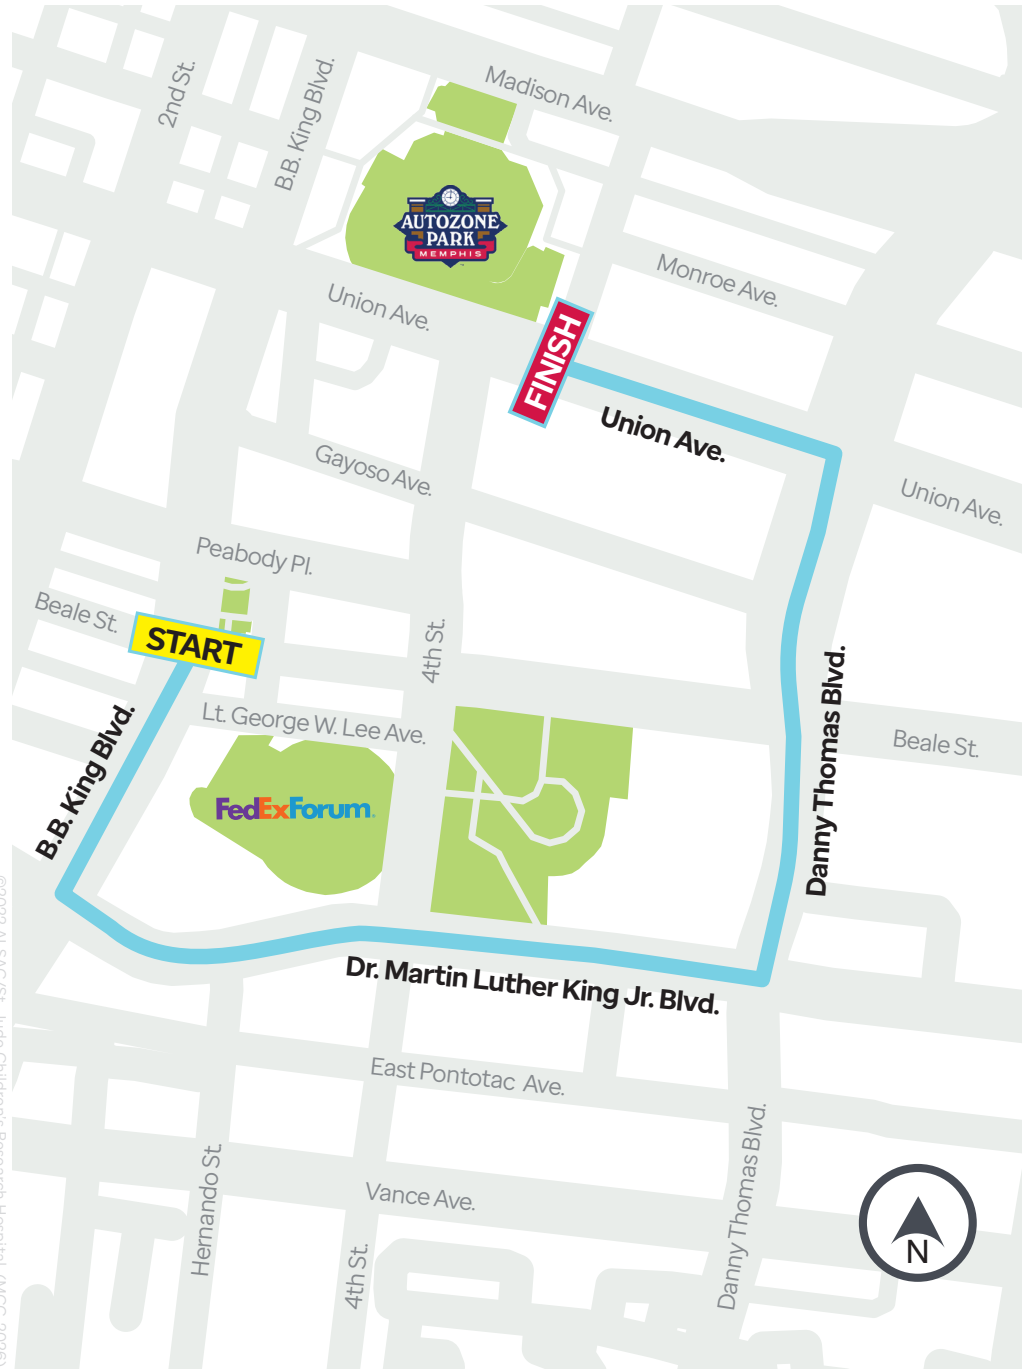 Madison Ave.
2nd St.
B.B. King Blvd.
AUTOZONE
PARK
MEMPHIS
Monroe Ave.
Union Ave.
FINISH
Union Ave.
Gayoso Ave.
Union Ave.
Peabody Pl.
Beale St.
START
4th St.
Lt. George W. Lee Ave.
Beale St.
B.B. King Blvd.
FedExForum
Danny Thomas Blvd.
Dr. Martin Luther King Jr. Blvd.
East Pontotac Ave.
Hernando St.
Vance Ave.
Danny Thomas Blvd.
4th St.
N